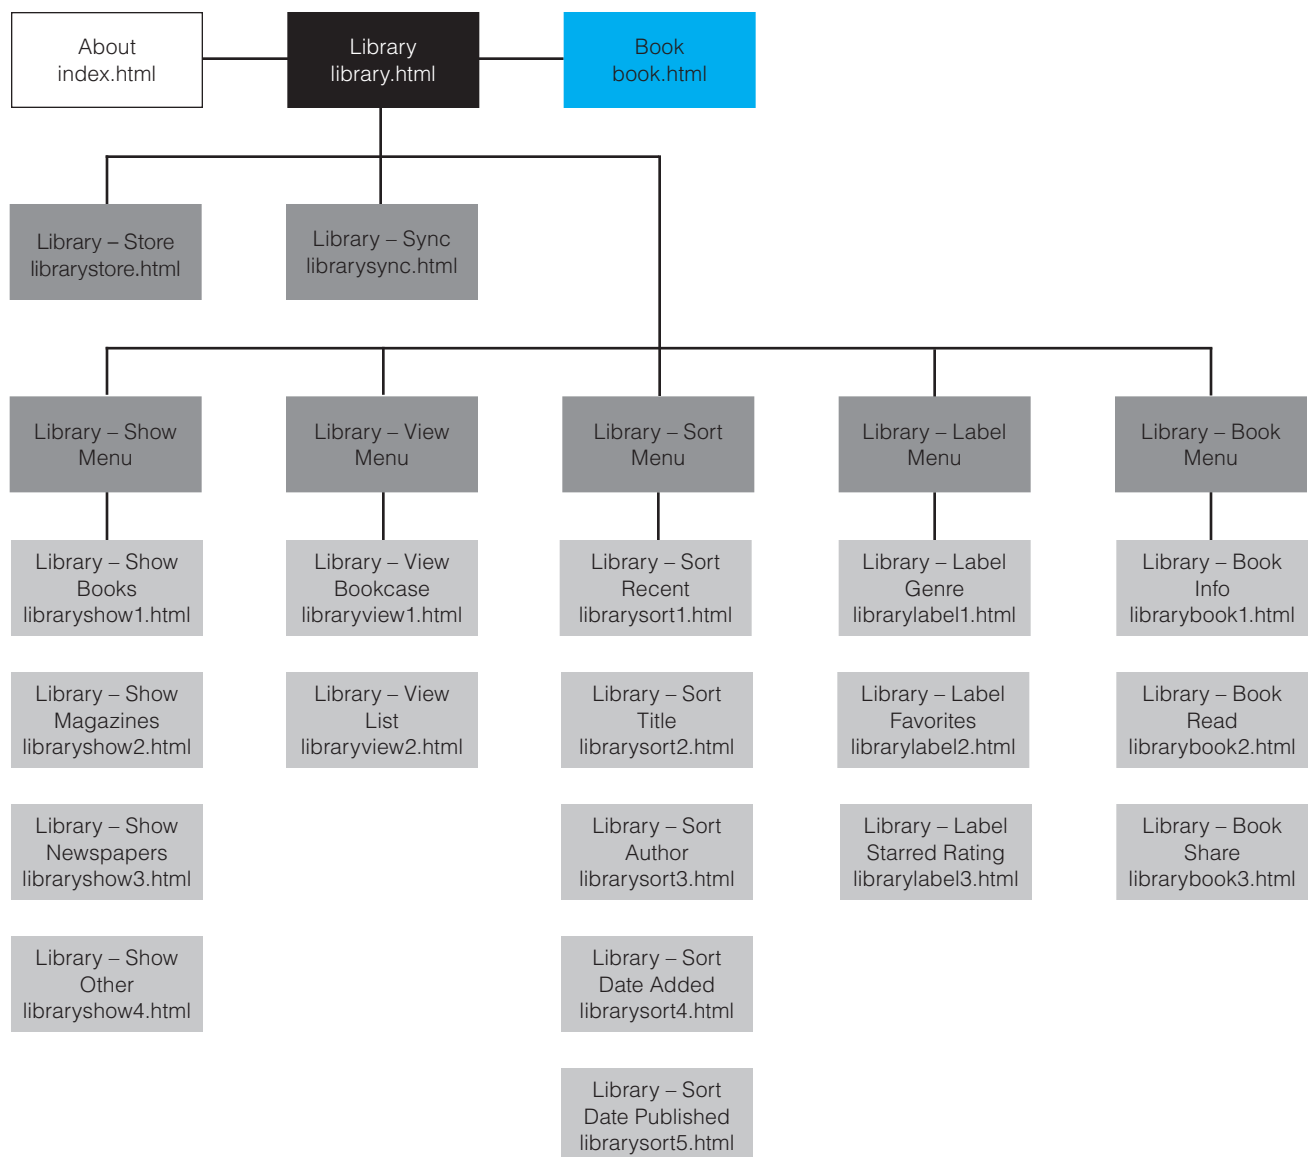 About
index.html
Library
library.html
Book
book.html
Library – Store
librarystore.html
Library – Sync
librarysync.html
Library – Show
Menu
Library – View
Menu
Library – Sort
Menu
Library – Label
Menu
Library – Book
Menu
Library – Show
Books
libraryshow1.html
Library – View
Bookcase
libraryview1.html
Library – Sort
Recent
librarysort1.html
Library – Label
Genre
librarylabel1.html
Library – Book
Info
librarybook1.html
Library – Show
Magazines
libraryshow2.html
Library – View
List
libraryview2.html
Library – Sort
Title
librarysort2.html
Library – Label
Favorites
librarylabel2.html
Library – Book
Read
librarybook2.html
Library – Show
Newspapers
libraryshow3.html
Library – Sort
Author
librarysort3.html
Library – Label
Starred Rating
librarylabel3.html
Library – Book
Share
librarybook3.html
Library – Show
Other
libraryshow4.html
Library – Sort
Date Added
librarysort4.html
Library – Sort
Date Published
librarysort5.html